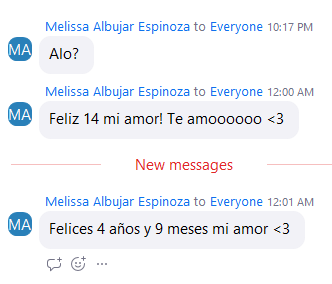 Melissa Albujar Espinoza to Everyone 10:17 PM
MA
Alo?
Melissa Albujar Espinoza to Everyone 12:00 AM
MA
Feliz 14 mi amor! Te amoooooo <3
New messages
Melissa Albujar Espinoza to Everyone 12:01 AM
MA
Felices 4 años y 9 meses mi amor <3